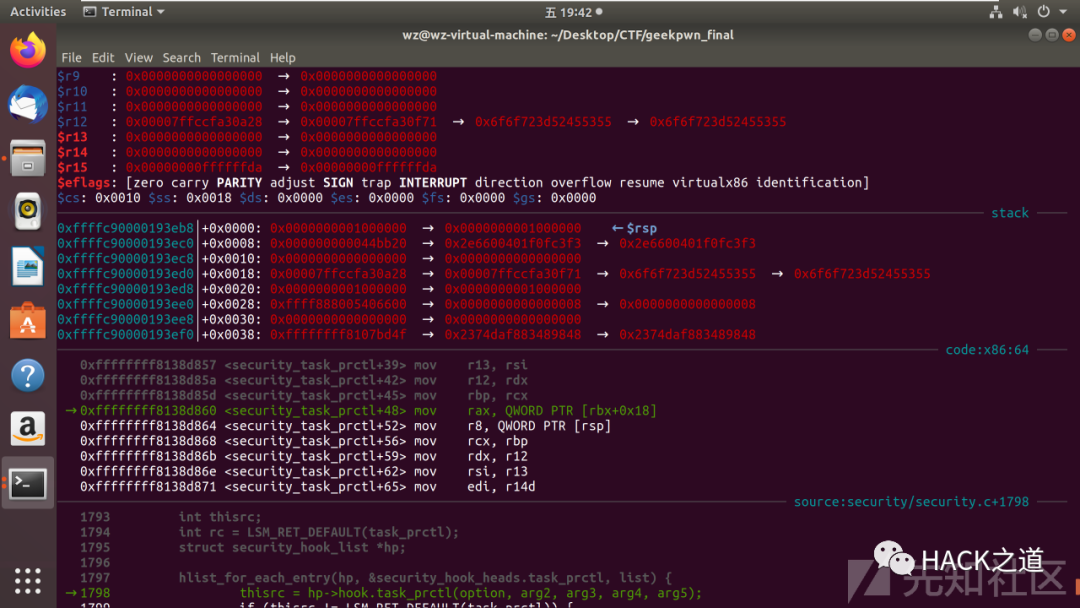 Activities Terminal 五 19:42
wz@wz-virtual-machine: ~/Desktop/CTF/geekpwn_final
File Edit View Search Terminal Help
$r9 : 0x0000000000000000 → 0x0000000000000000
$r10 : 0x0000000000000000 → 0x0000000000000000
$r11 : 0x0000000000000000 → 0x0000000000000000
$r12 : 0x00007ffccfa30a28 → 0x00007ffccfa30f71 → 0x6f6f723d52455355 → 0x6f6f723d52455355
$r13 : 0x0000000000000000 → 0x0000000000000000
$r14 : 0x0000000000000000 → 0x0000000000000000
$r15 : 0x00000000ffffffda → 0x00000000ffffffda
$eflags: [zero carry PARITY adjust SIGN trap INTERRUPT direction overflow resume virtualx86 identification]
$cs: 0x0010 $ss: 0x0018 $ds: 0x0000 $es: 0x0000 $fs: 0x0000 $gs: 0x0000
stack
0xffffc90000193eb8│+0x0000: 0x0000000001000000 → 0x0000000001000000 ←$rsp
0xffffc90000193ec0│+0x0008: 0x000000000044bb20 → 0x2e6600401f0fc3f3 → 0x2e6600401f0fc3f3
0xffffc90000193ec8│+0x0010: 0x0000000000000000 → 0x0000000000000000
0xffffc90000193ed0│+0x0018: 0x00007ffccfa30a28 → 0x00007ffccfa30f71 → 0x6f6f723d52455355 → 0x6f6f723d52455355
0xffffc90000193ed8│+0x0020: 0x0000000001000000 → 0x0000000001000000
0xffffc90000193ee0│+0x0028: 0xffff888005406600 → 0x0000000000000008 → 0x0000000000000008
0xffffc90000193ee8│+0x0030: 0x0000000000000000 → 0x0000000000000000
0xffffc90000193ef0│+0x0038: 0xffffffff8107bd4f → 0x2374daf883489848 → 0x2374daf883489848
code:x86:64
0xffffffff8138d857 <security_task_prctl+39> mov r13, rsi
0xffffffff8138d85a <security_task_prctl+42> mov r12, rdx
0xffffffff8138d85d <security_task_prctl+45> mov rbp, rcx
→0xffffffff8138d860 <security_task_prctl+48> mov rax, QWORD PTR [rbx+0x18]
0xffffffff8138d864 <security_task_prctl+52> mov r8, QWORD PTR [rsp]
0xffffffff8138d868 <security_task_prctl+56> mov rcx, rbp
0xffffffff8138d86b <security_task_prctl+59> mov rdx, r12
0xffffffff8138d86e <security_task_prctl+62> mov rsi, r13
0xffffffff8138d871 <security_task_prctl+65> mov edi, r14d
source:security/security.c+1798
1793 int thisrc;
1794 int rc = LSM_RET_DEFAULT(task_prctl);
1795 struct security_hook_list *hp;
1796
1797 hlist_for_each_entry(hp, &security_hook_heads.task_prctl, list) {
→1798 thisrc = hp->hook.task_prctl(option, arg2, arg3, arg4, arg5);
1799 if (thisrc != LSM_RET_DEFAULT(task_prctl)) {
HACK之道
先知社区